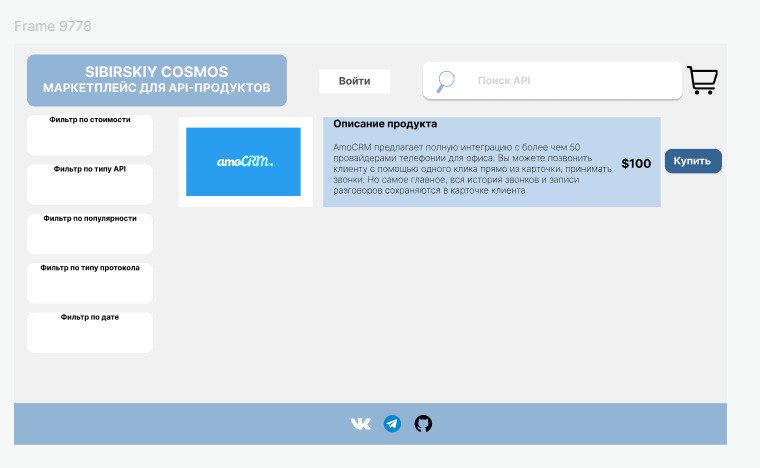 Frame 9778
SIBIRSKIY COSMOS
МАРКЕТПЛЕЙС ДЛЯ API-ПРОДУКТОВ
Войти
Поиск API
Фильтр по стоимости
Фильтр по типу API
Фильтр по популярности
Фильтр по типу протокола
Фильтр по дате
amoCRM.
Описание продукта
AmoCRM предлагает полную интеграцию с более чем 50
провайдерами телефонии для офиса. Вы можете позвонить
клиенту с помощью одного клика прямо из карточки, принимать
звонки. Но самое главное, вся история звонков и записи
разговоров сохраняются в карточке клиента
$100
Купить